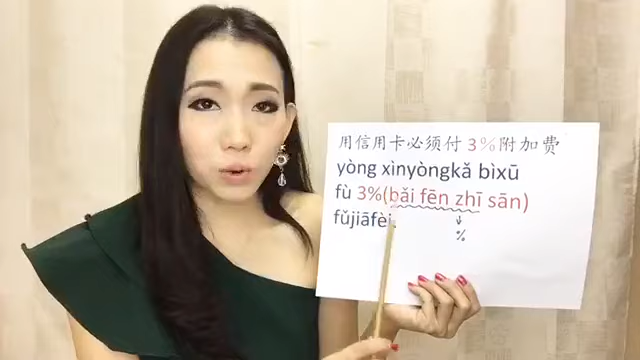 用信用卡必须付 3% 附加费
yòng xìnyòngkǎ bìxū
fù 3%(bǎi fēn zhī sān)
fǔjiāfèi.
%